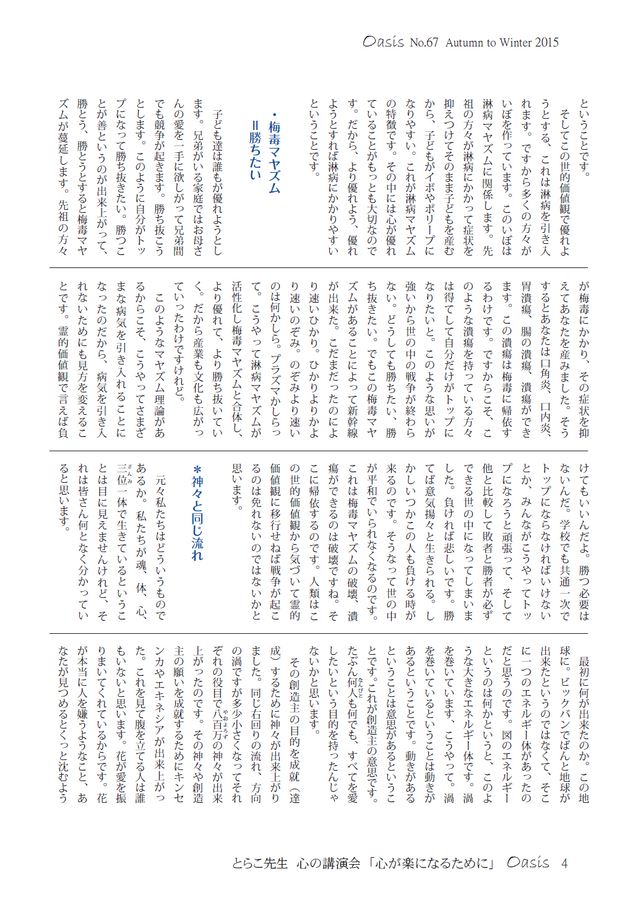 Oasis No.67 Autumn to Winter 2015
ということです。
そしてこの世的価値観で優れよ
うとする、これは淋病を引き入
れます。ですから多くの方々が
いぼを作っています。このいぼは
淋病マヤズムに関係します。先
祖の方々が淋病にかかって症状を
抑えつけてそのまま子どもを産む
から、子どもがイボやポリープに
なりやすい。これが淋病マヤズム
の特徴です。その中には心が優れ
ていることがもっとも大切なので
す。だから、より優れよう、優れ
ようとすれば淋病にかかりやすい
ということです。
・梅毒マヤズム
＝勝ちたい
子ども達は誰もが優れようとし
ます。兄弟がいる家庭ではお母さ
んの愛を一手に欲しがって兄弟間
でも競争が起きます。勝ち抜こう
とします。このように自分がトッ
プになって勝ち抜きたい。勝つこ
とが善というのが出来上がって、
勝とう、勝とうとすると梅毒マヤ
ズムが蔓延します。先祖の方々
が梅毒にかかり、その症状を抑
えてあなたを産みました。そう
するとあなたは口角炎、口内炎、
胃潰瘍、腸の潰瘍、潰瘍ができ
ます。この潰瘍は梅毒に帰依す
るわけです。ですからこそ、こ
のような潰瘍を持っている方々
は得てして自分だけがトップに
なりたいと。このような思いが
強いから世の中の戦争が終わら
ない。どうしても勝ちたい、勝
ち抜きたい。でもこの梅毒マヤ
ズムがあることによって新幹線
が出来た。こだまだったのによ
り速いひかり。ひかりよりかよ
り速いのぞみ。のぞみより速い
のは何かしら。プラズマかしらっ
て。こうやって淋病マヤズムが
活性化し梅毒マヤズムと合体し、
より優れて、より勝ち抜いてい
く。だから産業も文化も広がっ
ていったわけですけれど。
このようなマヤズム理論があ
るからこそ、こうやってさまざ
まな病気を引き入れることに
なったのだから、病気を引き入
れないためにも見方を変えるこ
とです。霊的価値観で言えば負
けてもいいんだよ。勝つ必要は
ないんだ。学校でも共通一次で
トップにならなければいけない
とか、みんながこうやってトッ
プになろうと頑張って、そして
他と比較して敗者と勝者が必ず
できる世の中になってしまいま
した。負ければ悲しいです。勝
てば意気揚々と生きられる。し
かしいつかこの人も負ける時が
来るのです。そうなって世の中
が平和でいられなくなるのです。
これは梅毒マヤズムの破壊、潰
瘍ができるのは破壊ですね。そ
こに帰依するのです。人類はこ
の世的価値観から気づいて霊的
価値観に移行せねば戦争が起こ
るのは免れないのではないかと
思います。
＊神々と同じ流れ
元々私たちはどういうもので
あるか。私たちが魂、体、心、
三位一体で生きているというこ
とは目に見えませんけれど、そ
れは皆さん何となく分かってい
ると思います。
最初に何が出来たのか。この地
球に。ビックバンでばんと地球が
出来たというのではなくて、そこ
に一つのエネルギー体があったの
だと思うのです。図のエネルギー
というのは何かというと、このよ
うな大きなエネルギー体です。渦
を巻いています、こうやって。渦
を巻いているということは動きが
あるということです。動きがある
ということは意思があるというこ
とです。これが創造主の意思です。
たぶん何人も何でも、すべてを愛
したいという目的を持ったんじゃ
ないかと思います。
その創造主の目的を成就（達
成）するために神々が出来上がり
ました。同じ右回りの流れ、方向
の渦ですが多少小さくなってそれ
ぞれの役目で八百万の神々が出来
上がったのです。その神々や創造
主の願いを成就するためにキンセ
ンカやエキネシアが出来上がっ
た。これを見て腹を立てる人は誰
もいないと思います。花が愛を振
りまいてくれているからです。花
が本当に人を嫌うようなこと、あ
なたが見つめるとくっと沈むよう
とらこ先生 心の講演会 「心が楽になるために」 Oasis 4